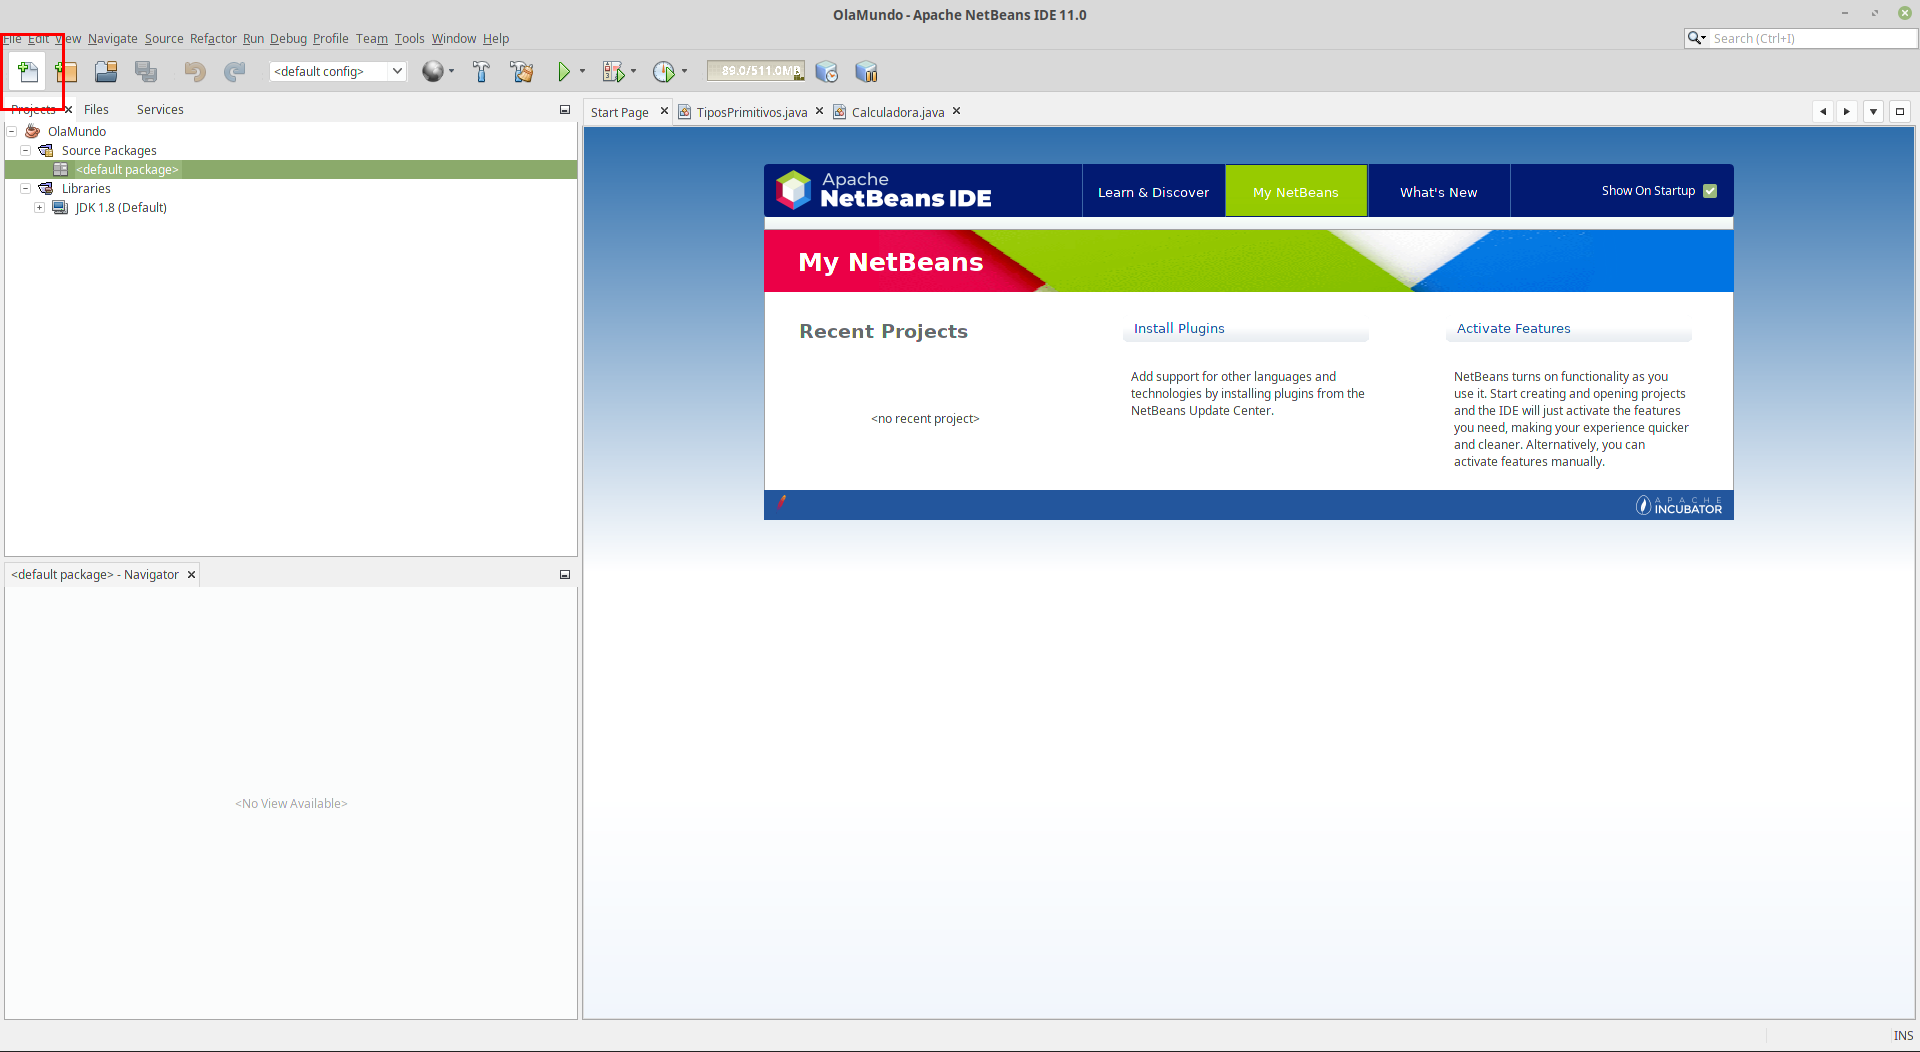 OlaMundo - Apache NetBeans IDE 11.0
File Edit View Navigate Source Refactor Run Debug Profile Team Tools Window Help
Search (Ctrl+I)
<default config>
89.0/511.0MB
Projects Files Services
Start Page TiposPrimitivos.java Calculadora.java
OlaMundo
Source Packages
<default package>
Libraries
JDK 1.8 (Default)
Apache
NetBeans IDE
Learn & Discover My NetBeans What's New Show On Startup
My NetBeans
Recent Projects
<no recent project>
Install Plugins
Add support for other languages and
technologies by installing plugins from the
NetBeans Update Center.
Activate Features
NetBeans turns on functionality as you
use it. Start creating and opening projects
and the IDE will just activate the features
you need, making your experience quicker
and cleaner. Alternatively, you can
activate features manually.
APACHE
INCUBATOR
<default package> - Navigator
<No View Available>
INS